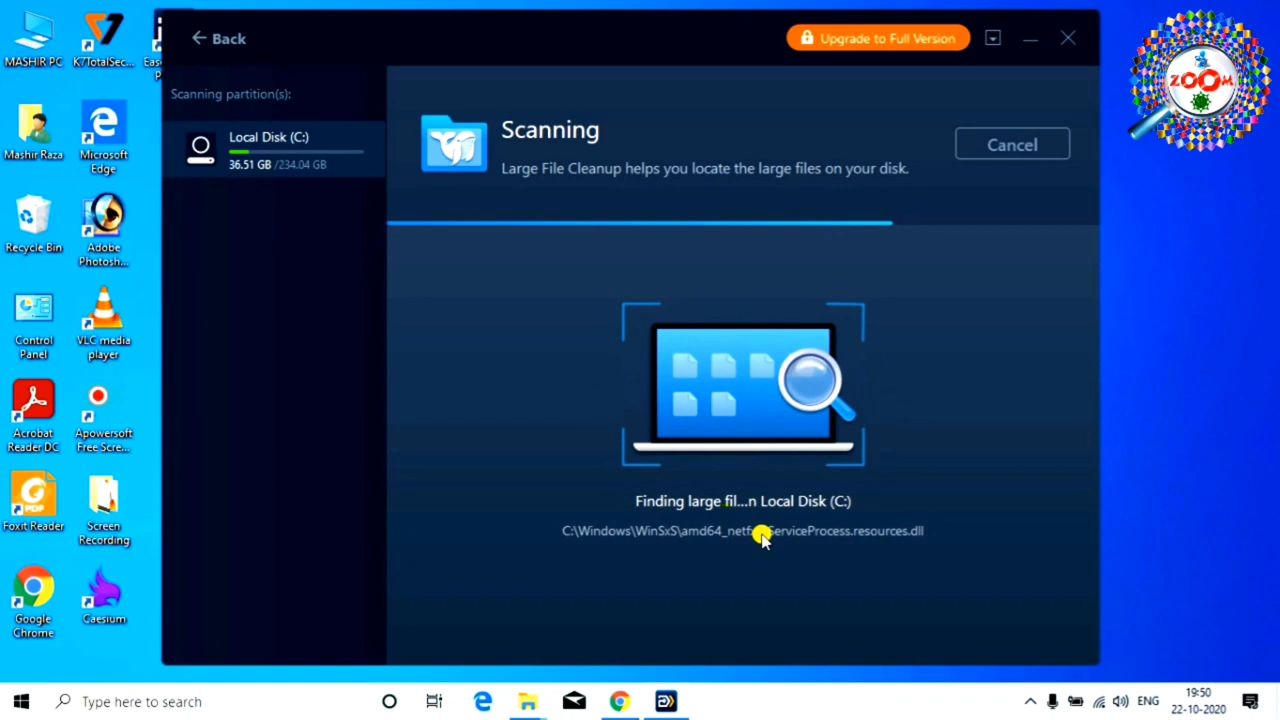 MASHIR PC
K7TotalSec...
Eas
P
Mashir Raza
Microsoft
Edge
Recycle Bin
Adobe
Photosh...
Control
Panel
VLC media
player
Acrobat
Reader DC
Apowersoft
Free Scre...
PDF
Foxit Reader
Screen
Recording
Google
Chrome
Caesium
Back
Upgrade to Full Version
Scanning partition(s):
Local Disk (C:)
36.51 GB /234.04 GB
Scanning
Large File Cleanup helps you locate the large files on your disk.
Cancel
Finding large fil...n Local Disk (C:)
C:\Windows\WinSxS\amd64_netf ServiceProcess.resources.dll
ZOOM
Type here to search
ENG
19:50
22-10-2020